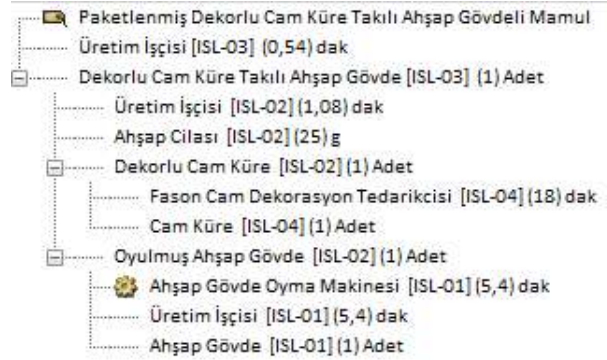 Paketlenmiş Dekorlu Cam Küre Takılı Ahşap Gövdeli Mamul
Üretim İşçisi [ISL-03] (0,54) dak
Dekorlu Cam Küre Takılı Ahşap Gövde [ISL-03] (1) Adet
Üretim İşçisi [ISL-02] (1,08) dak
Ahşap Cilası [ISL-02] (25) g
Dekorlu Cam Küre [ISL-02] (1) Adet
Fason Cam Dekorasyon Tedarikcisi [ISL-04] (18) dak
Cam Küre [ISL-04] (1) Adet
Oyulmuş Ahşap Gövde [ISL-02] (1) Adet
Ahşap Gövde Oyma Makinesi [ISL-01] (5,4) dak
Üretim İşçisi [ISL-01] (5,4) dak
Ahşap Gövde [ISL-01] (1) Adet